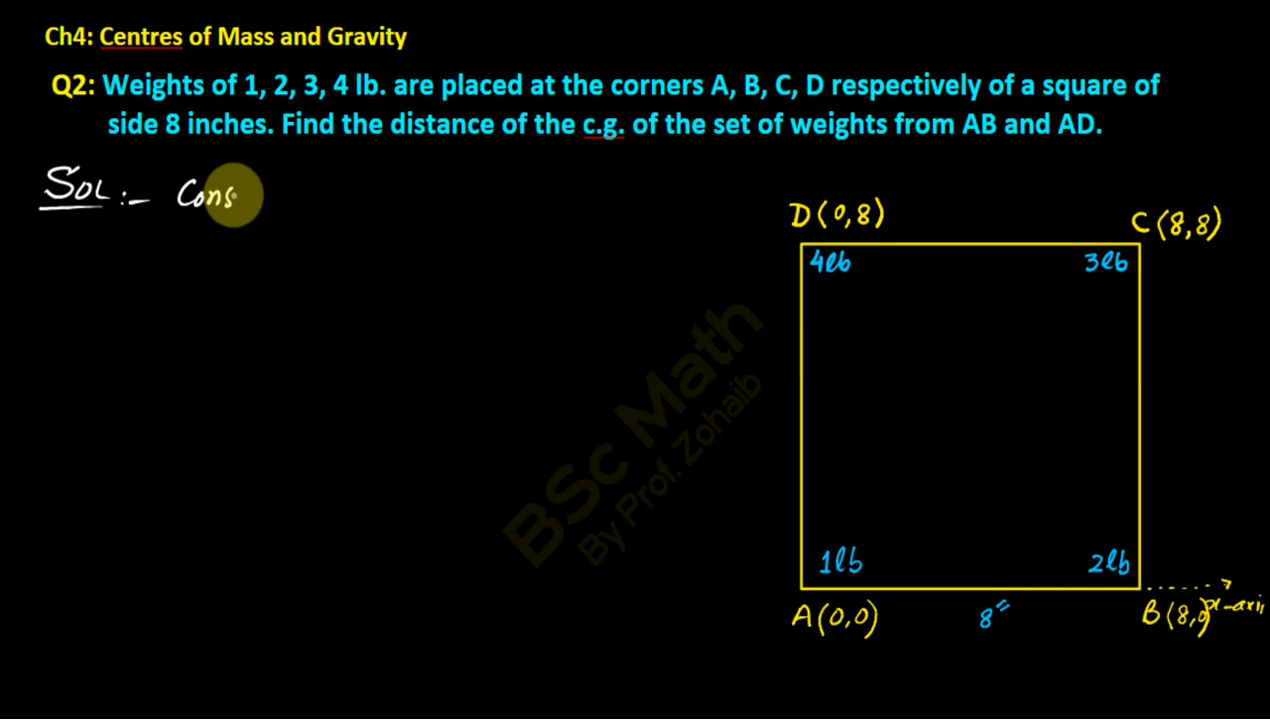 Ch4: Centres of Mass and Gravity
Q2: Weights of 1, 2, 3, 4 lb. are placed at the corners A, B, C, D respectively of a square of
side 8 inches. Find the distance of the c.g. of the set of weights from AB and AD.
SOL :- Cons
D(0,8)
C(8,8)
4lb
3lb
BSc Math
By Prof. Zohaib
1lb
2lb
A(0,0)
8"
B(8,0)
x-axis